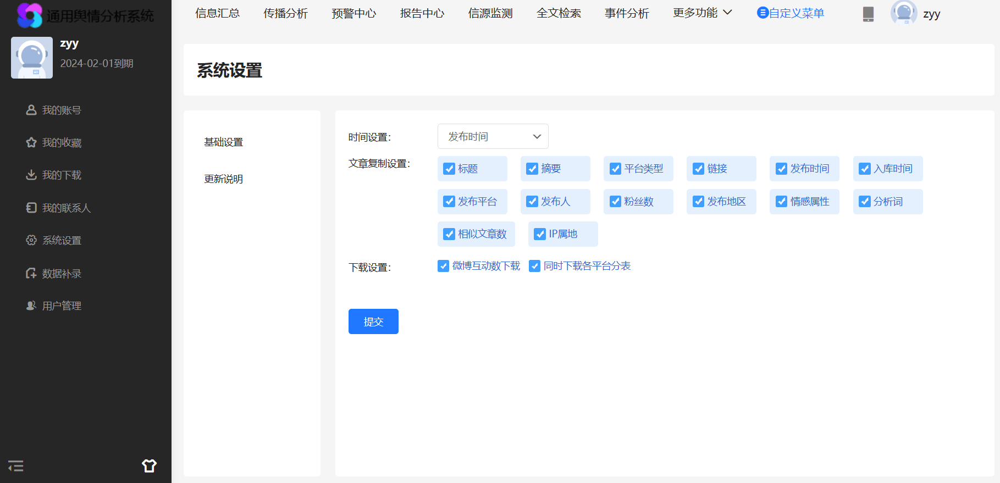 通用舆情分析系统
信息汇总 传播分析 预警中心 报告中心 信源监测 全文检索 事件分析 更多功能 自定义菜单 zyy
zyy
2024-02-01到期
我的账号
我的收藏
我的下载
我的联系人
系统设置
数据补录
用户管理
系统设置
基础设置
更新说明
时间设置: 发布时间
文章复制设置: 标题 摘要 平台类型 链接 发布时间 入库时间
发布平台 发布人 粉丝数 发布地区 情感属性 分析词
相似文章数 IP属地
下载设置: 微博互动数下载 同时下载各平台分表
提交